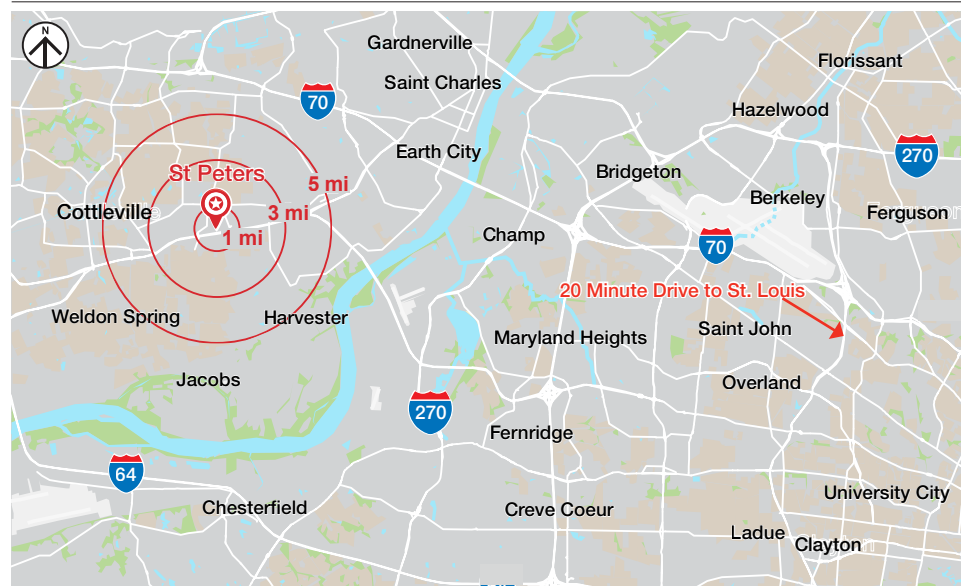 N
Gardnerville
Florissant
Saint Charles
70
Hazelwood
Earth City
270
St Peters
5 mi
Bridgeton
Berkeley
Cottleville
3 mi
Ferguson
1 mi
Champ
70
20 Minute Drive to St. Louis
Weldon Spring
Harvester
Saint John
Maryland Heights
Jacobs
Overland
270
Fernridge
64
University City
Chesterfield
Creve Coeur
Ladue
Clayton